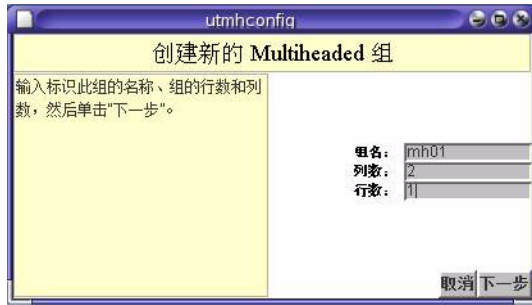 utmhconfig
创建新的 Multiheaded 组
输入标识此组的名称、组的行数和列
数，然后单击"下一步"。
组名： mh01
列数： 2
行数： 1
取消 下一步